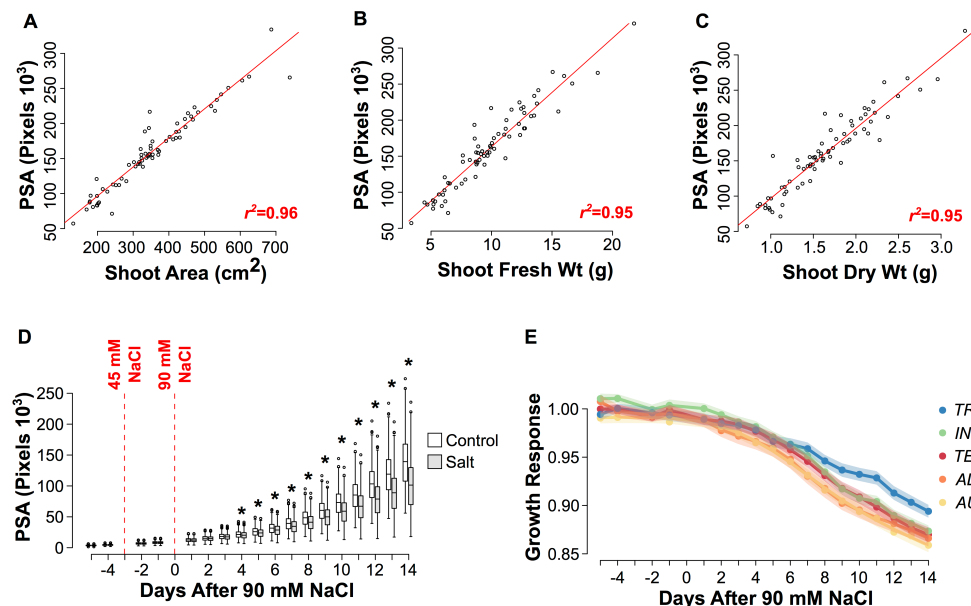 A
PSA (Pixels 10³)
300
250
200
150
100
50
200 300 400 500 600 700
Shoot Area (cm²)
r²=0.96
B
PSA (Pixels 10³)
300
250
200
150
100
50
5 10 15 20
Shoot Fresh Wt (g)
r²=0.95
C
PSA (Pixels 10³)
300
250
200
150
100
50
1.0 1.5 2.0 2.5 3.0
Shoot Dry Wt (g)
r²=0.95
D
45 mM
NaCl
90 mM
NaCl
PSA (Pixels 10³)
250
200
150
100
50
0
* * * * * * * * * * *
Control
Salt
-4 -2 0 2 4 6 8 10 12 14
Days After 90 mM NaCl
E
Growth Response
1.00
0.95
0.90
0.85
-4 -2 0 2 4 6 8 10 12 14
Days After 90 mM NaCl
TR
IN
TE